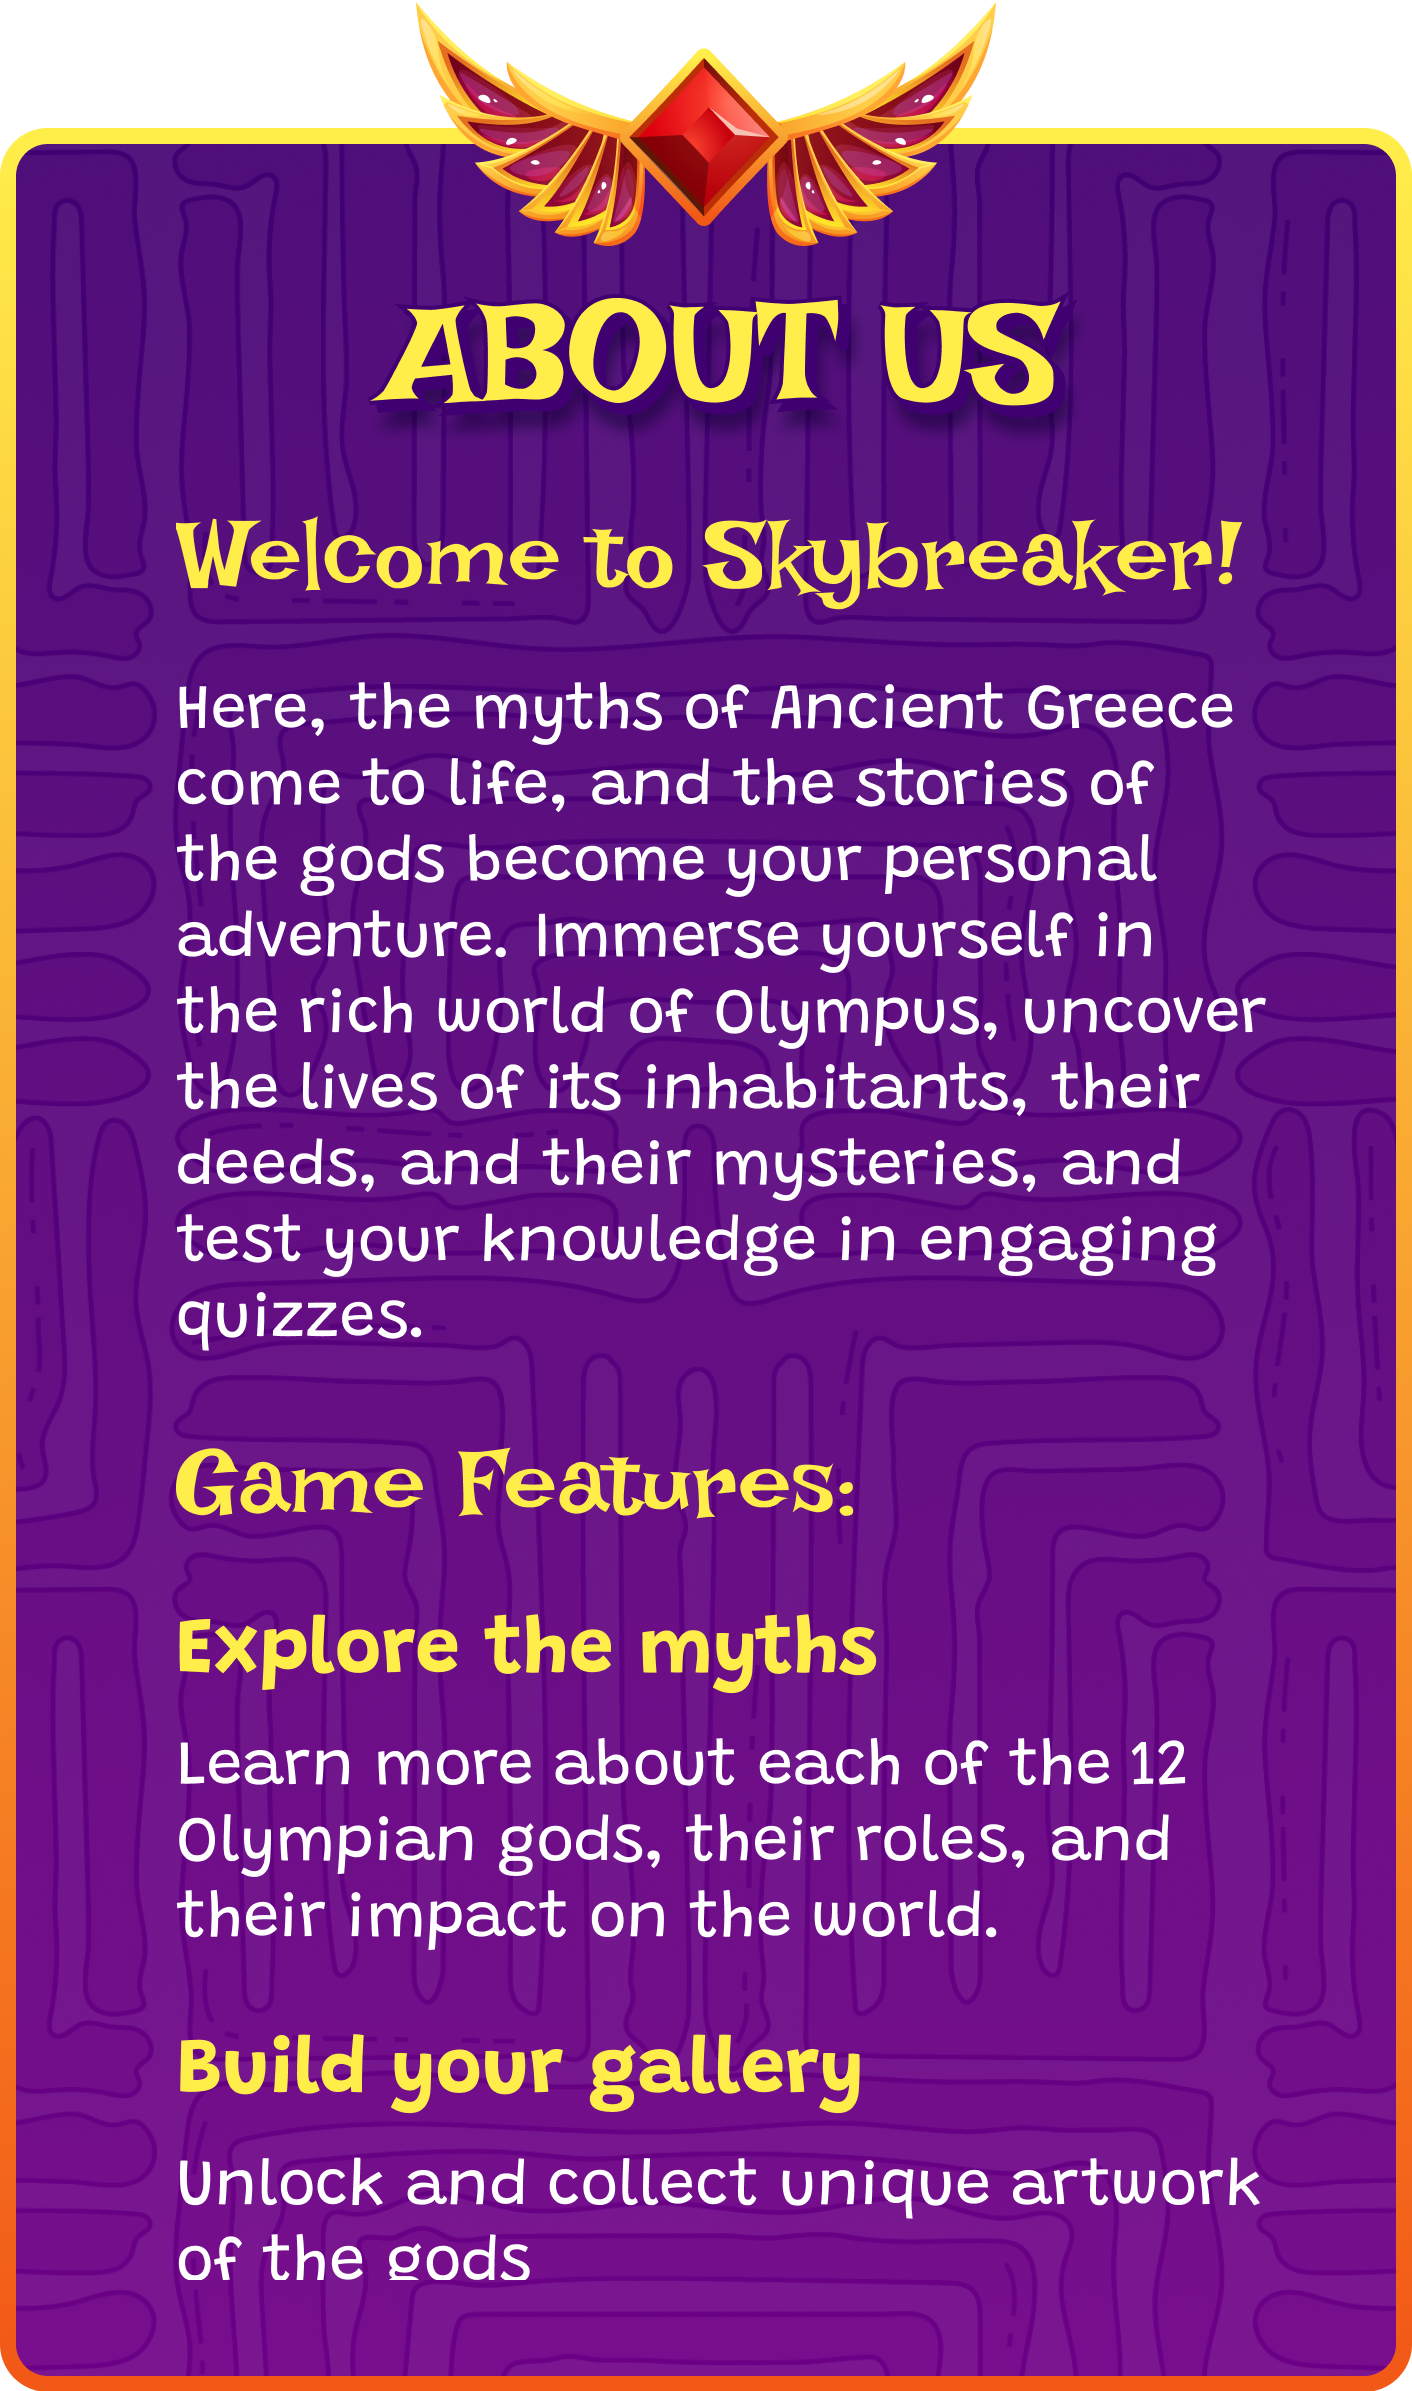 ABOUT US
Welcome to Skybreaker!
Here, the myths of Ancient Greece
come to life, and the stories of
the gods become your personal
adventure. Immerse yourself in
the rich world of Olympus, uncover
the lives of its inhabitants, their
deeds, and their mysteries, and
test your knowledge in engaging
quizzes.
Game Features:
Explore the myths
Learn more about each of the 12
Olympian gods, their roles, and
their impact on the world.
Build your gallery
Unlock and collect unique artwork
of the gods